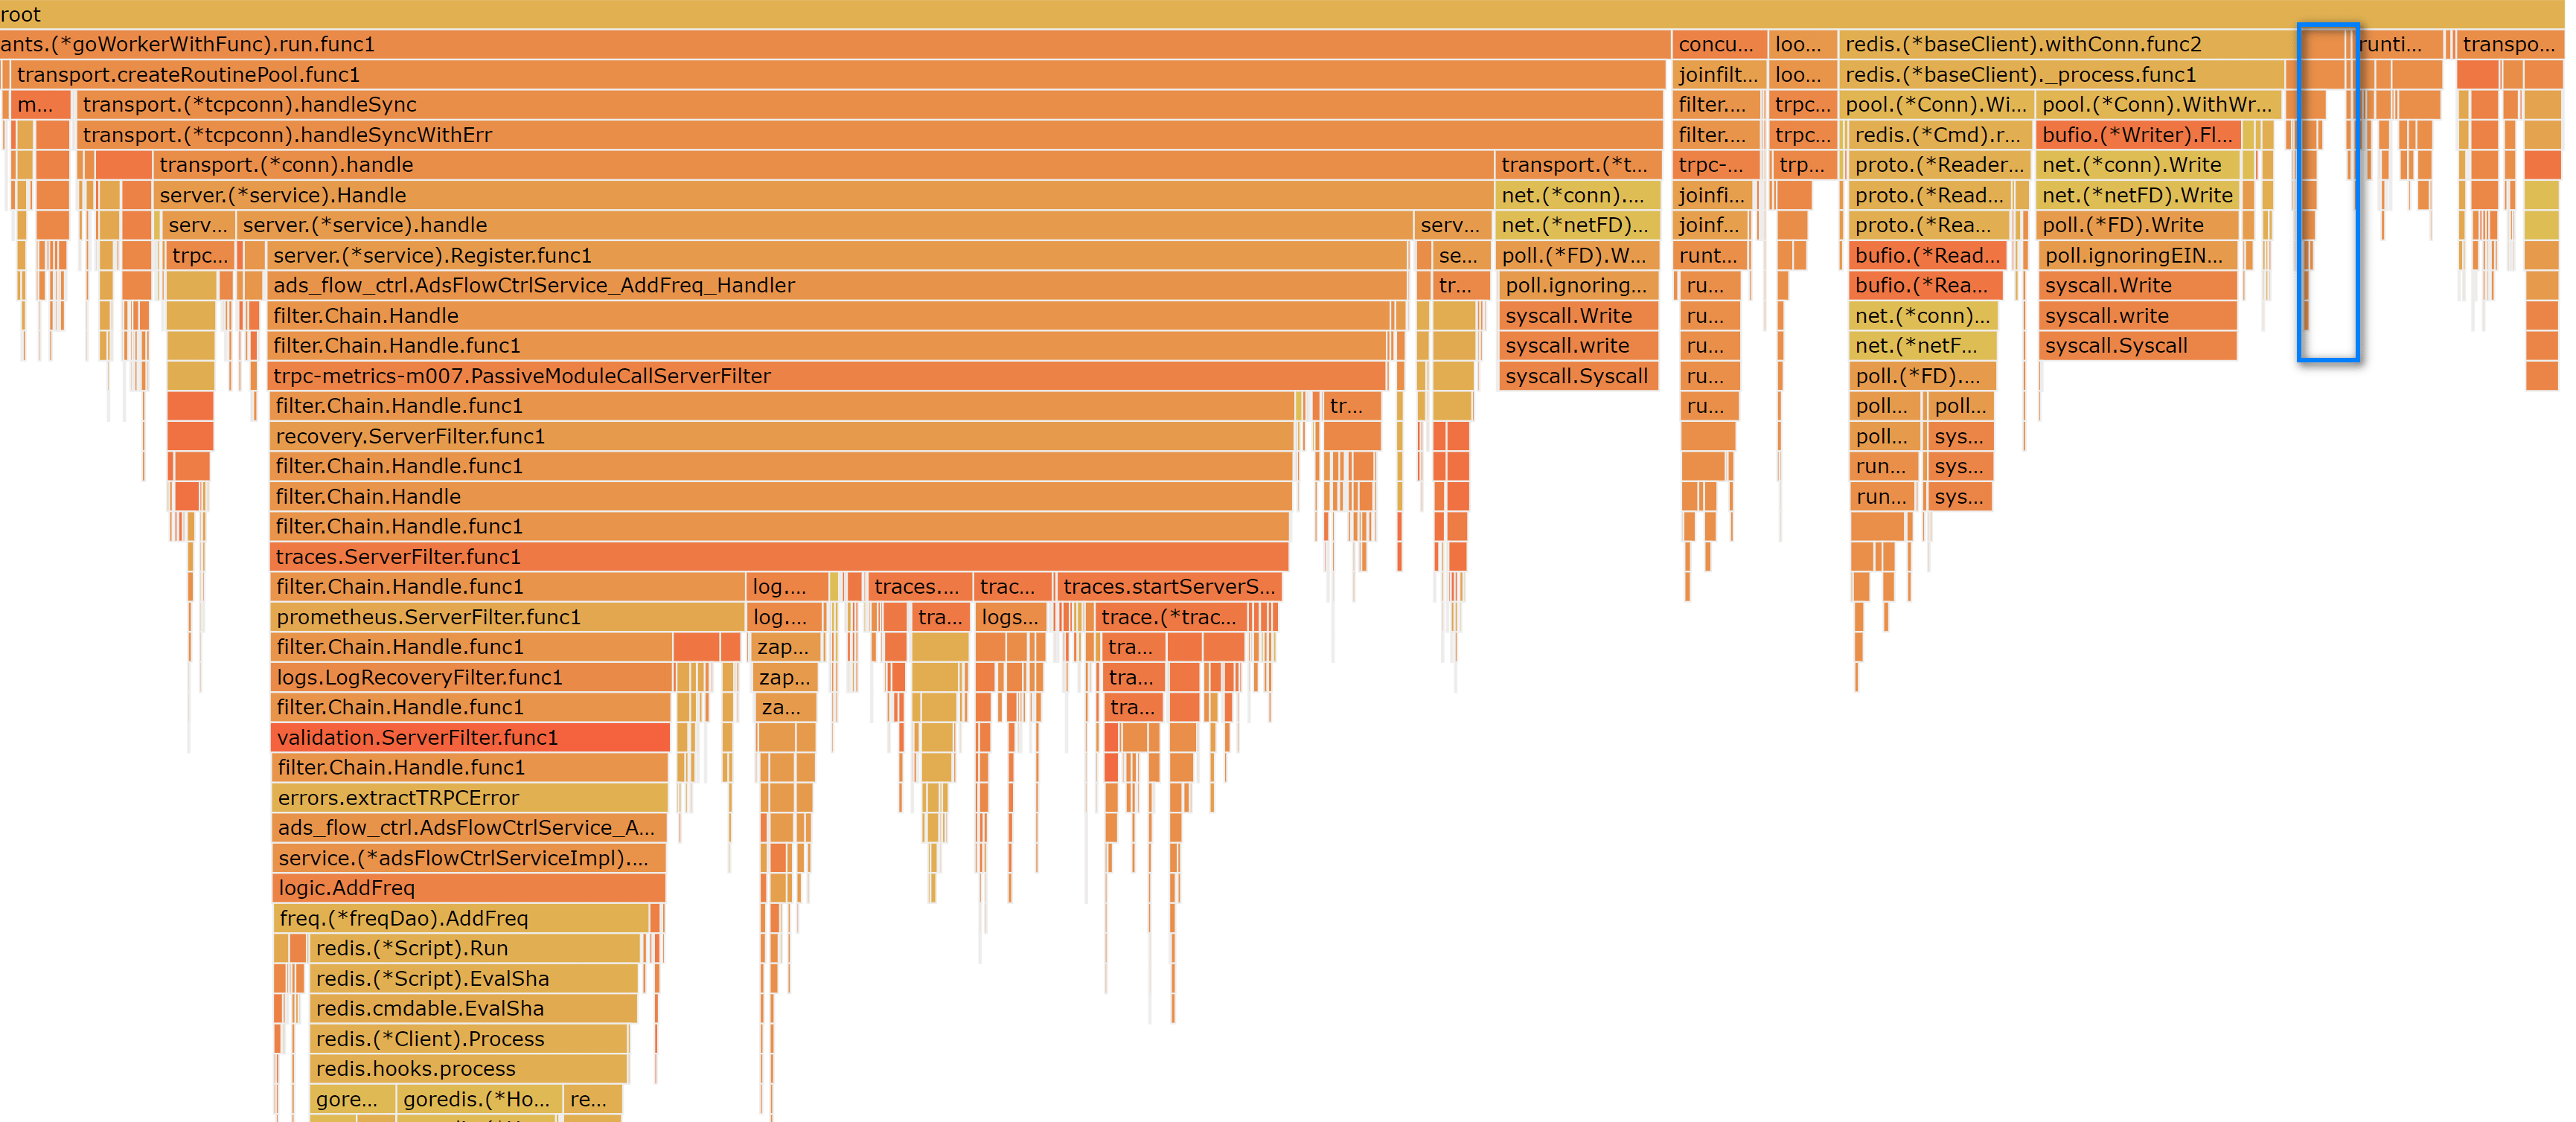 root
ants.(*goWorkerWithFunc).run.func1 concu... loo... redis.(*baseClient).withConn.func2 runti... transpo...
transport.createRoutinePool.func1 joinfilt... loo... redis.(*baseClient)._process.func1
m... transport.(*tcpconn).handleSync filter.... trpc... pool.(*Conn).Wi... pool.(*Conn).WithWr...
transport.(*tcpconn).handleSyncWithErr filter.... trpc... redis.(*Cmd).r... bufio.(*Writer).Fl...
transport.(*conn).handle transport.(*t... trpc-... trp... proto.(*Reader... net.(*conn).Write
server.(*service).Handle net.(*conn).... joinfi... proto.(*Read... net.(*netFD).Write
serv... server.(*service).handle serv... net.(*netFD)... joinf... proto.(*Rea... poll.(*FD).Write
trpc... server.(*service).Register.func1 se... poll.(*FD).W... runt... bufio.(*Read... poll.ignoringEIN...
ads_flow_ctrl.AdsFlowCtrlService_AddFreq_Handler tr... poll.ignoring... ru... bufio.(*Rea... syscall.Write
filter.Chain.Handle syscall.Write ru... net.(*conn)... syscall.write
filter.Chain.Handle.func1 syscall.write ru... net.(*netF... syscall.Syscall
trpc-metrics-m007.PassiveModuleCallServerFilter syscall.Syscall ru... poll.(*FD)....
filter.Chain.Handle.func1 tr... ru... poll... poll...
recovery.ServerFilter.func1 poll... sys...
filter.Chain.Handle.func1 run... sys...
filter.Chain.Handle run... sys...
filter.Chain.Handle.func1
traces.ServerFilter.func1
filter.Chain.Handle.func1 log.... traces.... trac... traces.startServerS...
prometheus.ServerFilter.func1 log.... tra... logs... trace.(*trac...
filter.Chain.Handle.func1 zap... tra...
logs.LogRecoveryFilter.func1 zap... tra...
filter.Chain.Handle.func1 za... tra...
validation.ServerFilter.func1
filter.Chain.Handle.func1
errors.extractTRPCError
ads_flow_ctrl.AdsFlowCtrlService_A...
service.(*adsFlowCtrlServiceImpl)....
logic.AddFreq
freq.(*freqDao).AddFreq
redis.(*Script).Run
redis.(*Script).EvalSha
redis.cmdable.EvalSha
redis.(*Client).Process
redis.hooks.process
gore... goredis.(*Ho... re...